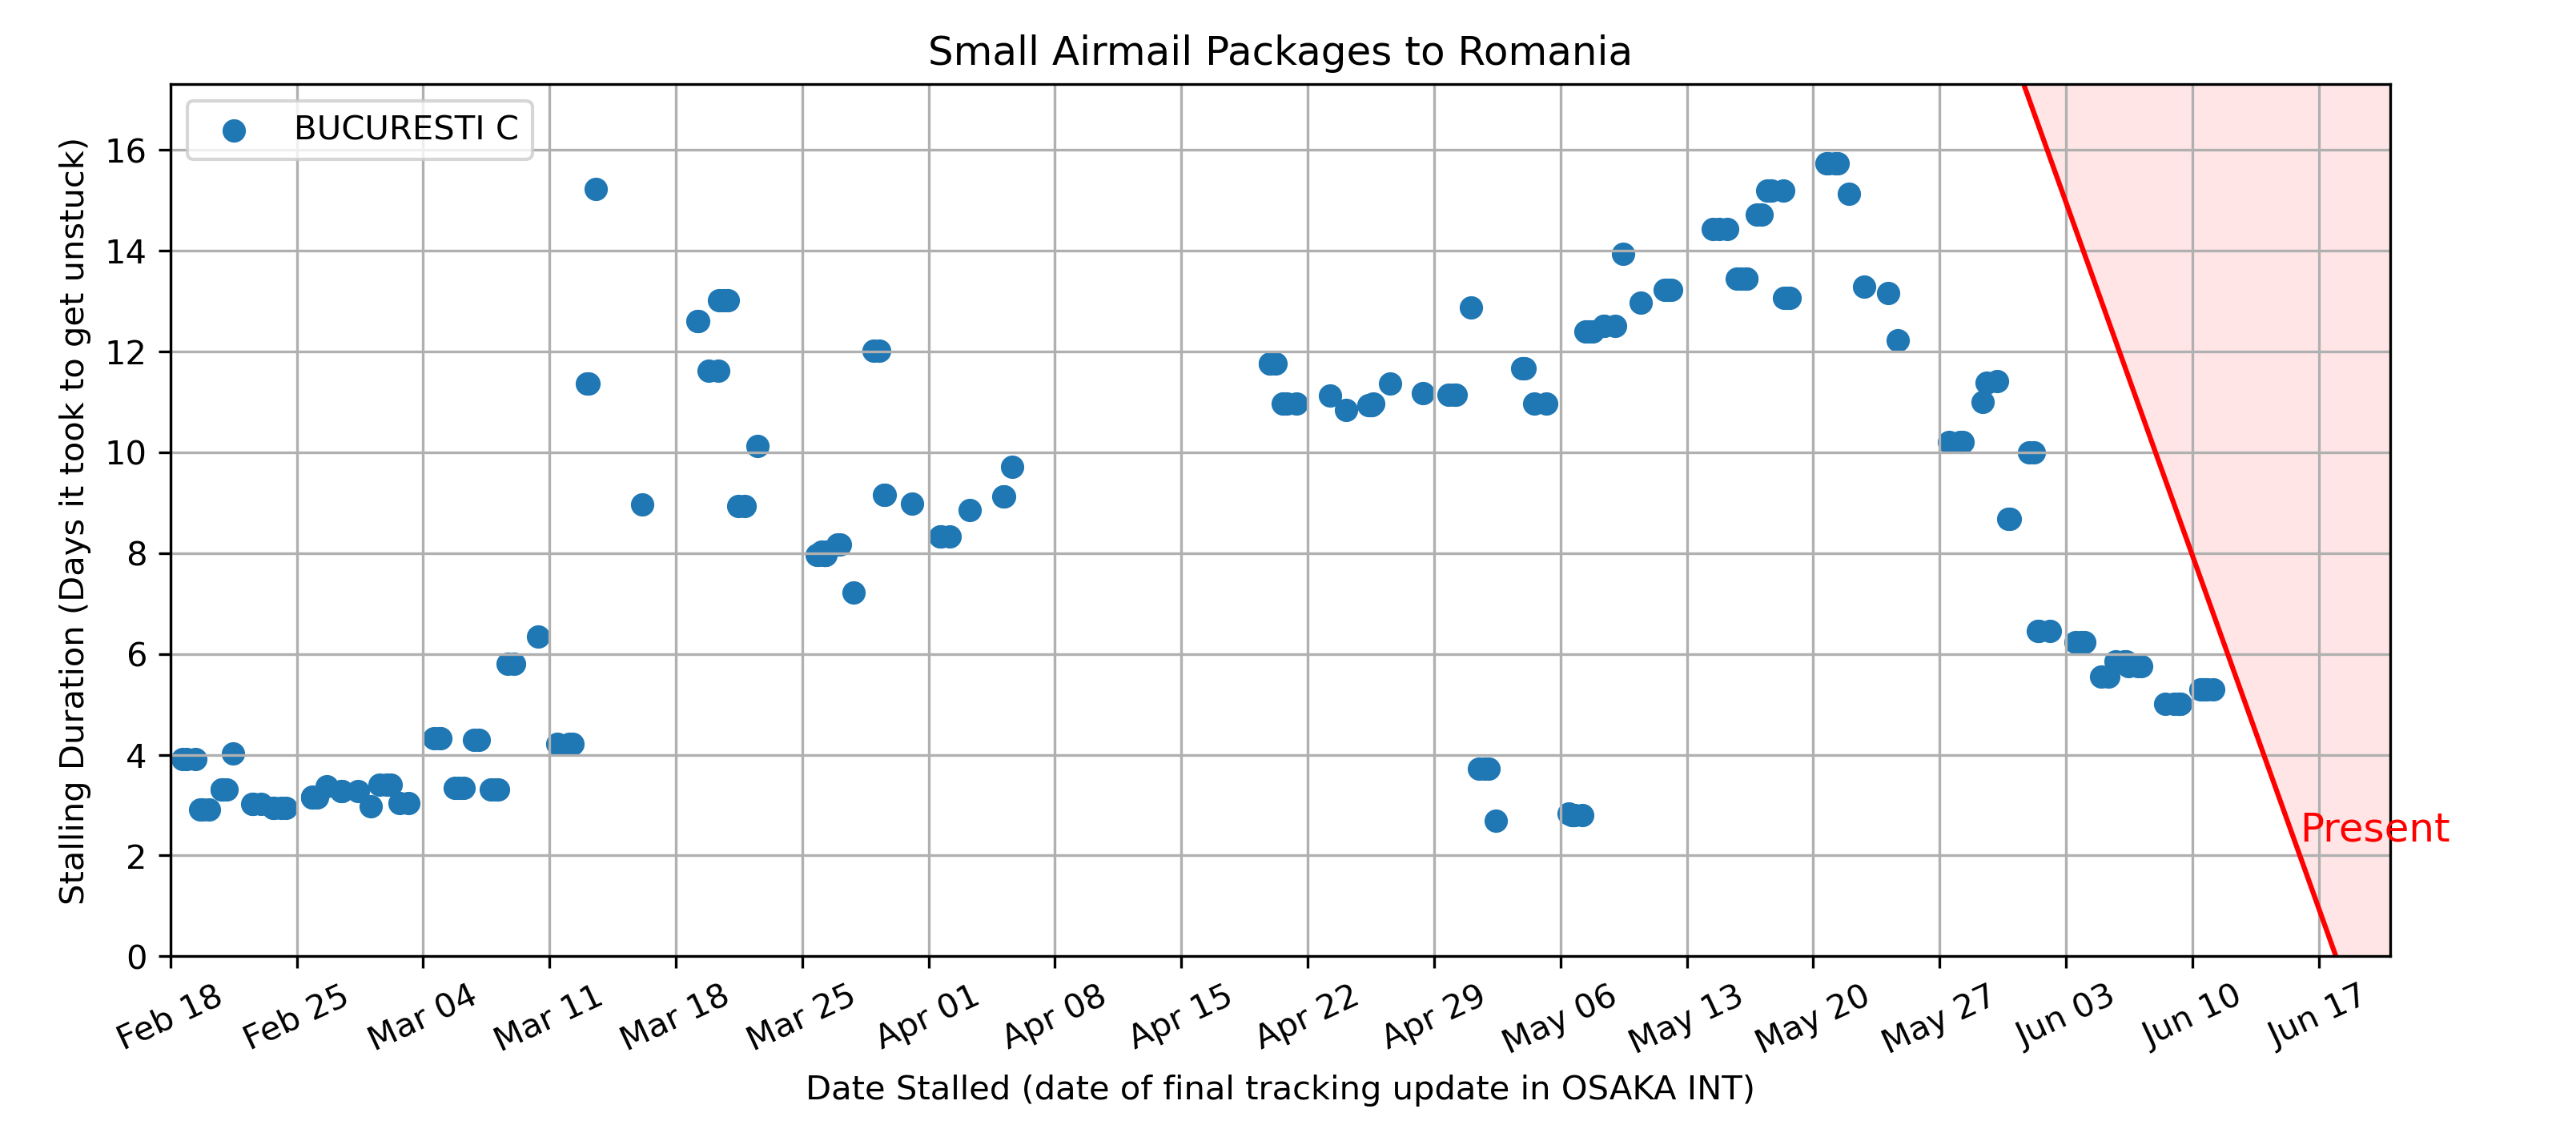 Small Airmail Packages to Romania
BUCURESTI C
Stalling Duration (Days it took to get unstuck)
16
14
12
10
8
6
4
2
0
Present
Feb 18
Feb 25
Mar 04
Mar 11
Mar 18
Mar 25
Apr 01
Apr 08
Apr 15
Apr 22
Apr 29
May 06
May 13
May 20
May 27
Jun 03
Jun 10
Jun 17
Date Stalled (date of final tracking update in OSAKA INT)